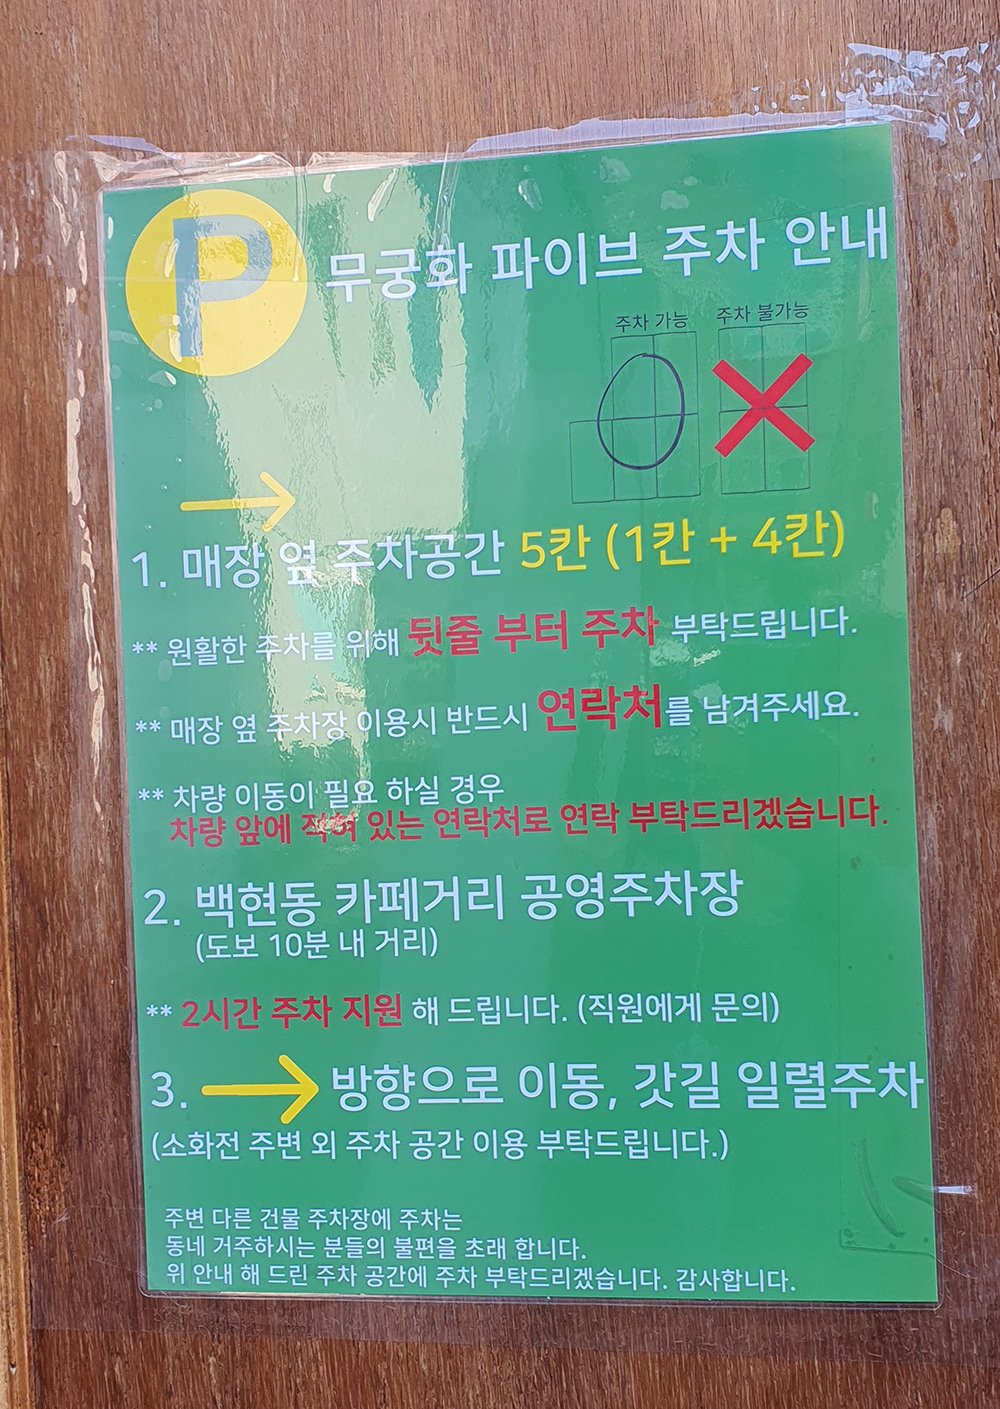 P
무궁화 파이브 주차 안내
주차 가능 주차 불가능
1. 매장 옆 주차공간 5칸 (1칸 + 4칸)
** 원활한 주차를 위해 뒷줄 부터 주차 부탁드립니다.
** 매장 옆 주차장 이용시 반드시 연락처를 남겨주세요.
** 차량 이동이 필요 하실 경우
차량 앞에 적혀 있는 연락처로 연락 부탁드리겠습니다.
2. 백현동 카페거리 공영주차장
(도보 10분 내 거리)
** 2시간 주차 지원 해 드립니다. (직원에게 문의)
3. → 방향으로 이동, 갓길 일렬주차
(소화전 주변 외 주차 공간 이용 부탁드립니다.)
주변 다른 건물 주차장에 주차는
동네 거주하시는 분들의 불편을 초래 합니다.
위 안내 해 드린 주차 공간에 주차 부탁드리겠습니다. 감사합니다.